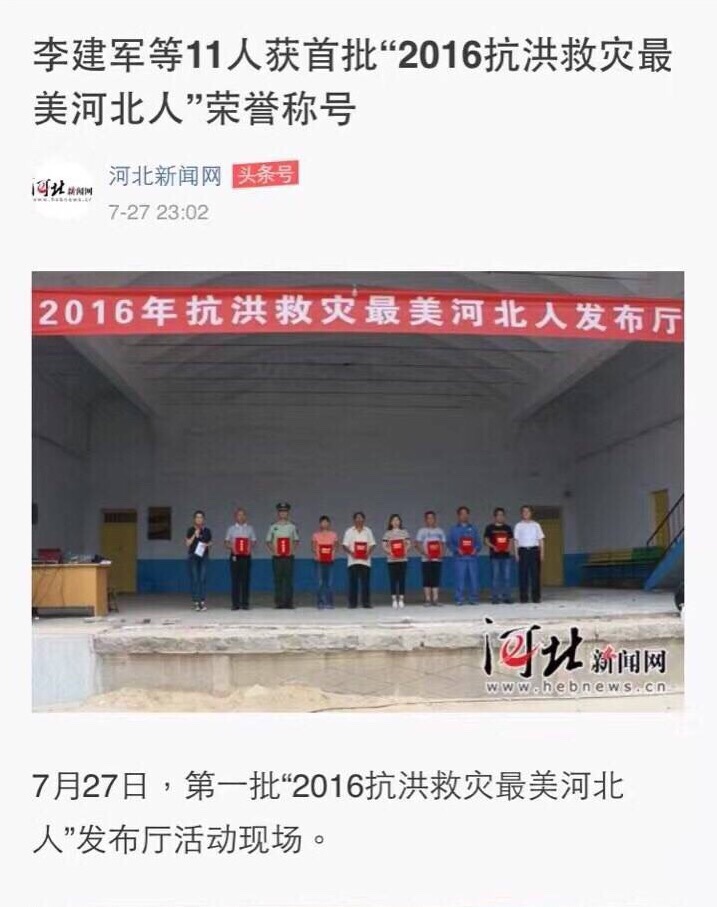 李建军等11人获首批“2016抗洪救灾最
美河北人”荣誉称号
河北新闻网
www.hebnews.cn
河北新闻网 头条号
7-27 23:02
2016年抗洪救灾最美河北人发布厅
河北新闻网
www.hebnews.cn
7月27日，第一批“2016抗洪救灾最美河北
人”发布厅活动现场。